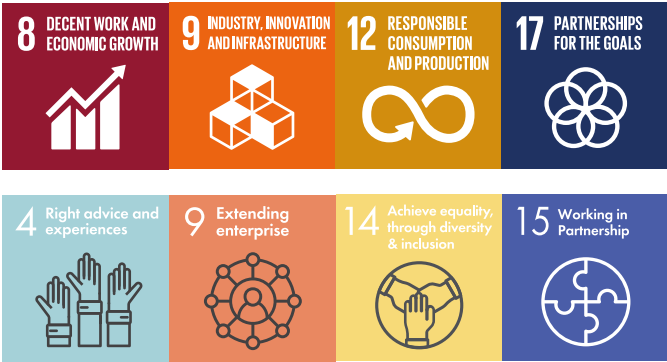 8 DECENT WORK AND
ECONOMIC GROWTH
9 INDUSTRY, INNOVATION
AND INFRASTRUCTURE
12 RESPONSIBLE
CONSUMPTION
AND PRODUCTION
17 PARTNERSHIPS
FOR THE GOALS
4 Right advice and
experiences
9 Extending
enterprise
14 Achieve equality,
through diversity
& inclusion
15 Working in
Partnership